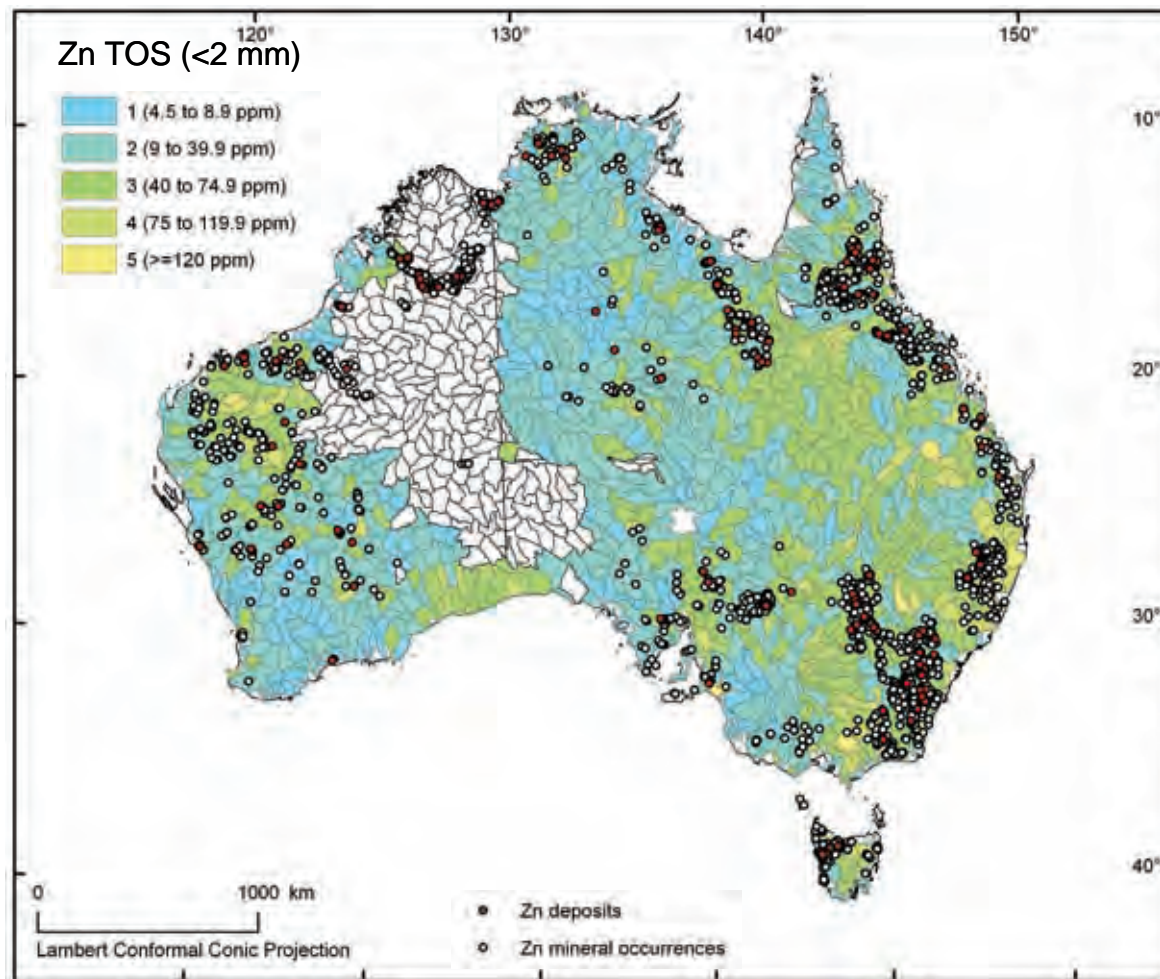 120° 130° 140° 150°
Zn TOS (<2 mm)
1 (4.5 to 8.9 ppm)
2 (9 to 39.9 ppm)
3 (40 to 74.9 ppm)
4 (75 to 119.9 ppm)
5 (>=120 ppm)
10°
20°
30°
40°
0 1000 km
Lambert Conformal Conic Projection
Zn deposits
Zn mineral occurrences